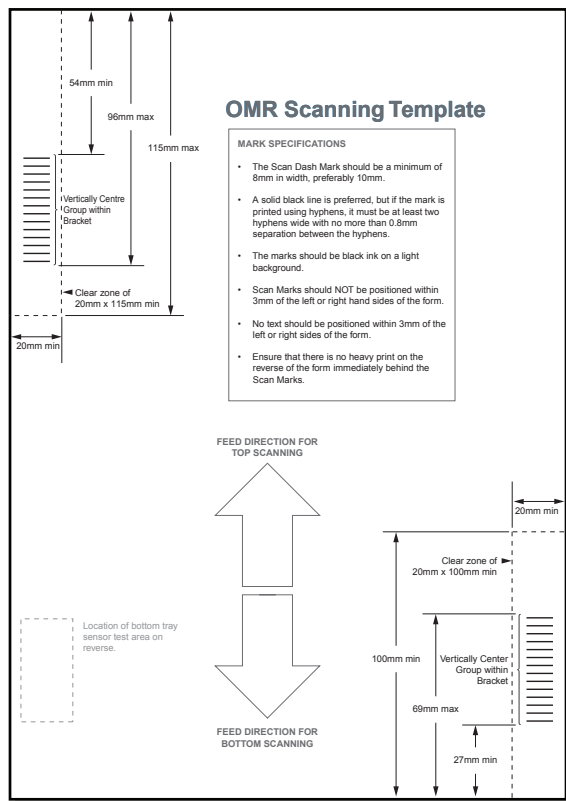 54mm min
96mm max
115mm max
Vertically Centre
Group within
Bracket
Clear zone of
20mm x 115mm min
20mm min
OMR Scanning Template
MARK SPECIFICATIONS
• The Scan Dash Mark should be a minimum of
8mm in width, preferably 10mm.
• A solid black line is preferred, but if the mark is
printed using hyphens, it must be at least two
hyphens wide with no more than 0.8mm
separation between the hyphens.
• The marks should be black ink on a light
background.
• Scan Marks should NOT be positioned within
3mm of the left or right hand sides of the form.
• No text should be positioned within 3mm of the
left or right sides of the form.
• Ensure that there is no heavy print on the
reverse of the form immediately behind the
Scan Marks.
FEED DIRECTION FOR
TOP SCANNING
FEED DIRECTION FOR
BOTTOM SCANNING
Location of bottom tray
sensor test area on
reverse.
20mm min
Clear zone of
20mm x 100mm min
100mm min
Vertically Center
Group within
Bracket
69mm max
27mm min